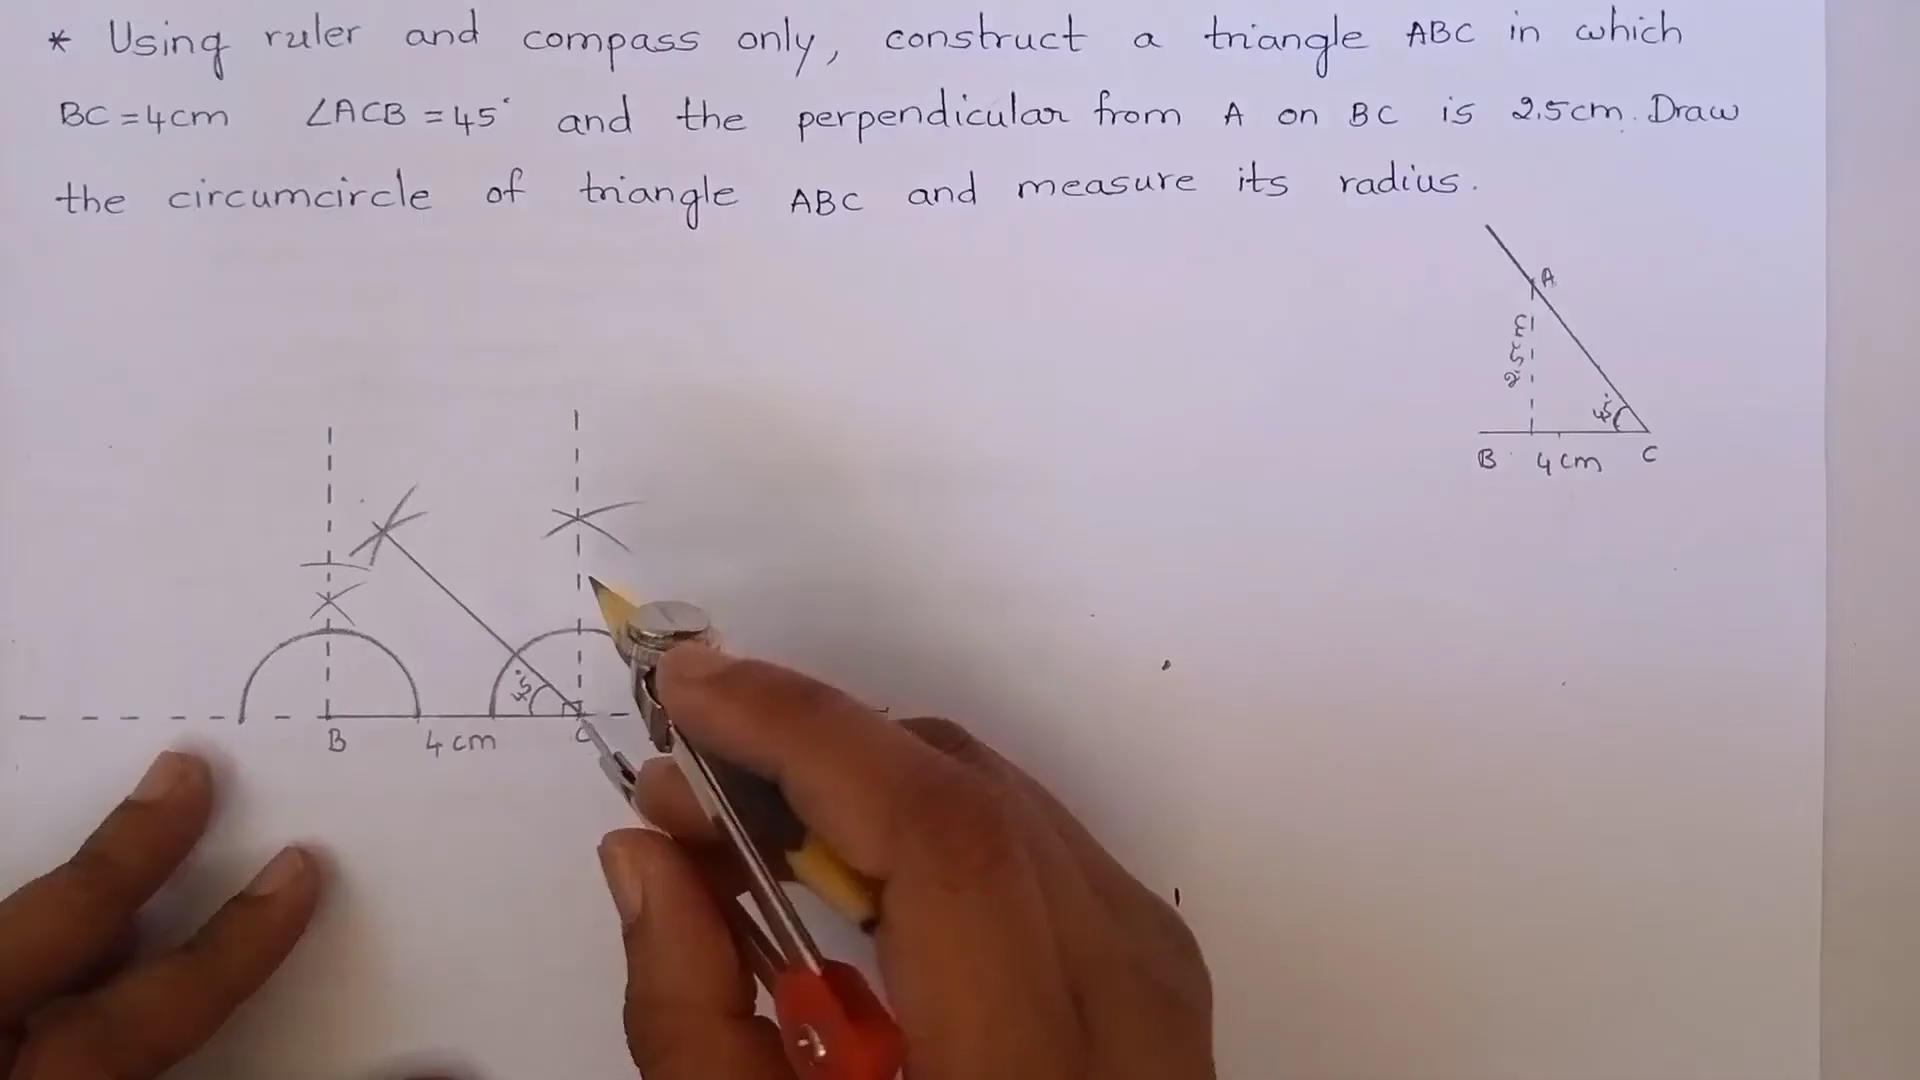 * Using ruler and compass only, construct a triangle ABC in which
BC = 4cm ∠ACB = 45° and the perpendicular from A on BC is 2.5cm. Draw
the circumcircle of triangle ABC and measure its radius.
A
2.5 cm
45°
B 4cm C
45°
B 4cm C